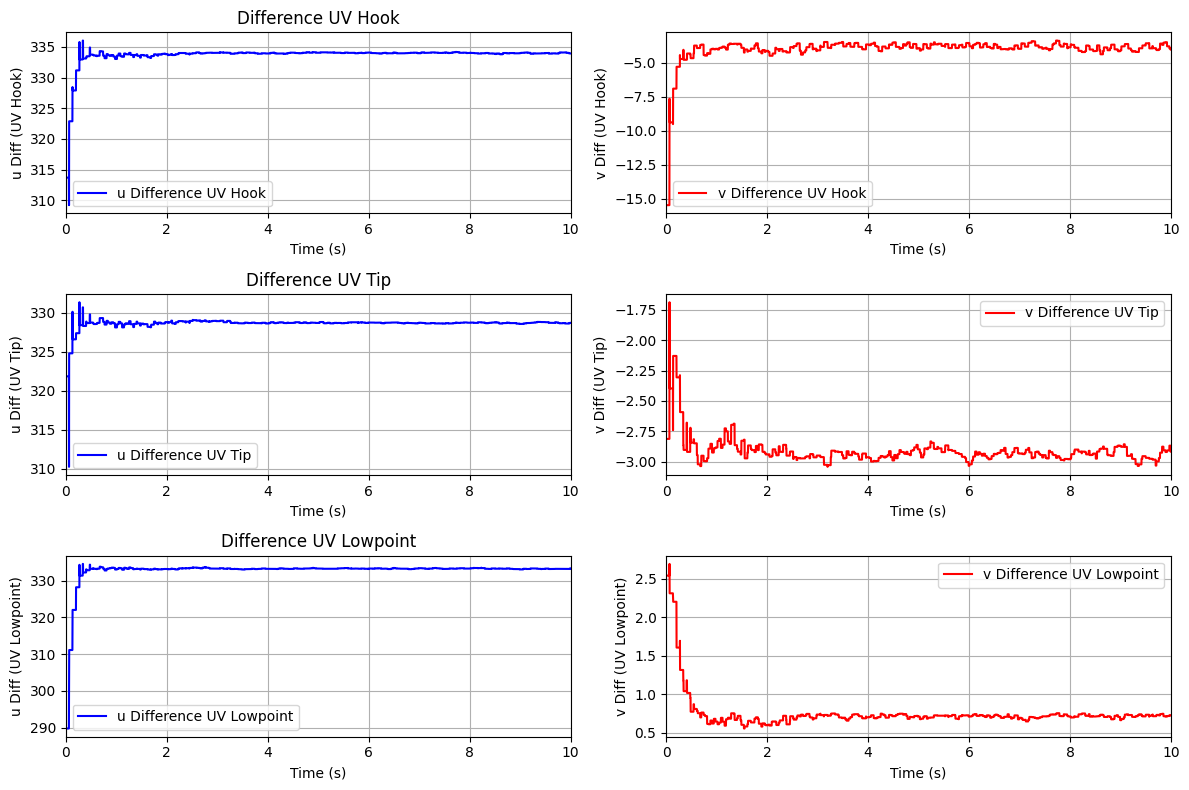 Difference UV Hook
u Diff (UV Hook)
335
330
325
320
315
310
u Difference UV Hook
0 2 4 6 8 10
Time (s)
v Diff (UV Hook)
−5.0
−7.5
−10.0
−12.5
−15.0
v Difference UV Hook
0 2 4 6 8 10
Time (s)
Difference UV Tip
u Diff (UV Tip)
330
325
320
315
310
u Difference UV Tip
0 2 4 6 8 10
Time (s)
v Diff (UV Tip)
−1.75
−2.00
−2.25
−2.50
−2.75
−3.00
v Difference UV Tip
0 2 4 6 8 10
Time (s)
Difference UV Lowpoint
u Diff (UV Lowpoint)
330
320
310
300
290
u Difference UV Lowpoint
0 2 4 6 8 10
Time (s)
v Diff (UV Lowpoint)
2.5
2.0
1.5
1.0
0.5
v Difference UV Lowpoint
0 2 4 6 8 10
Time (s)